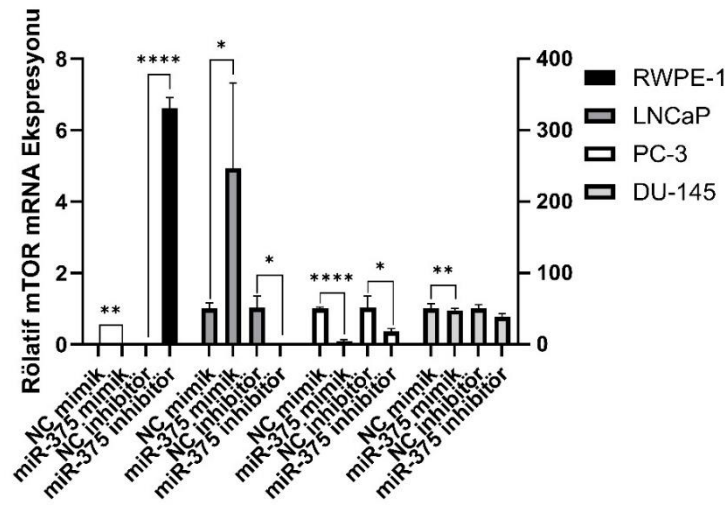 Rölatif mTOR mRNA Ekspresyonu
8
6
4
2
0
400
300
200
100
0
**
****
*
*
****
*
**
NC mimik
miR-375 mimik
NC inhibitör
miR-375 inhibitör
NC mimik
miR-375 mimik
NC inhibitör
miR-375 inhibitör
NC mimik
miR-375 mimik
NC inhibitör
miR-375 inhibitör
NC mimik
miR-375 mimik
NC inhibitör
miR-375 inhibitör
RWPE-1
LNCaP
PC-3
DU-145